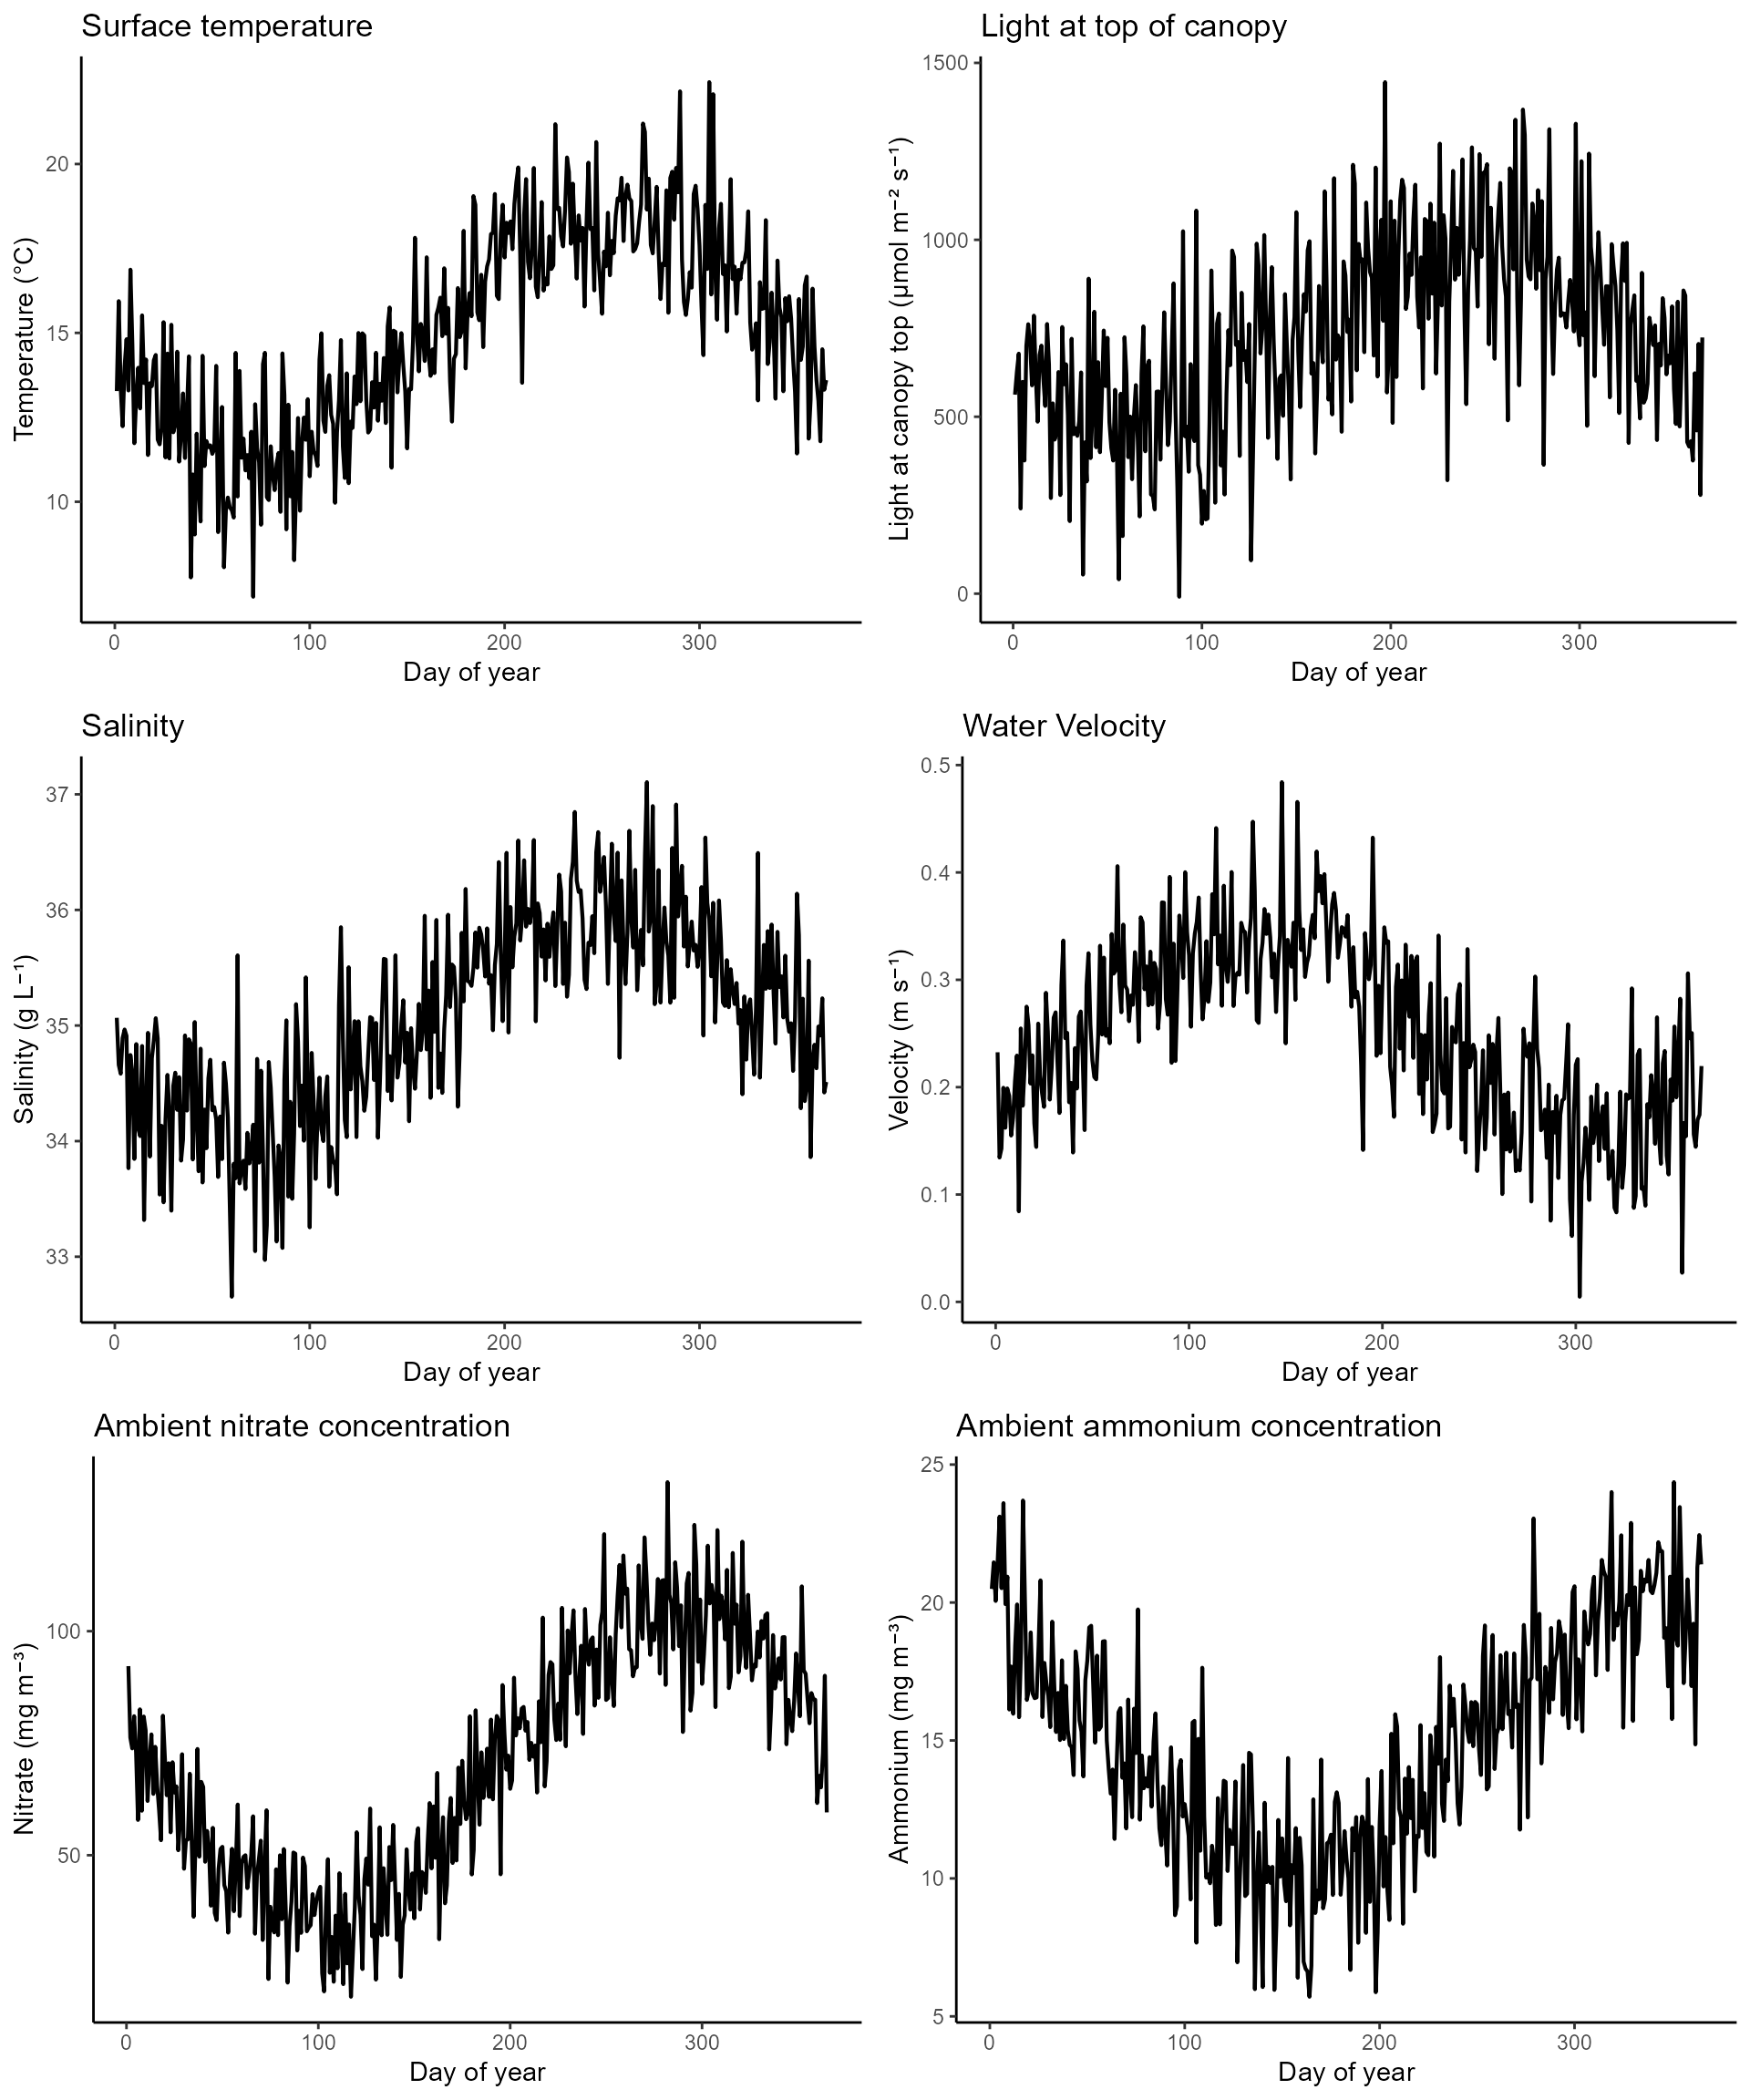 Surface temperature
Temperature (°C)
20
15
10
0 100 200 300
Day of year
Light at top of canopy
Light at canopy top (μmol m⁻² s⁻¹)
1500
1000
500
0
0 100 200 300
Day of year
Salinity
Salinity (g L⁻¹)
37
36
35
34
33
0 100 200 300
Day of year
Water Velocity
Velocity (m s⁻¹)
0.5
0.4
0.3
0.2
0.1
0.0
0 100 200 300
Day of year
Ambient nitrate concentration
Nitrate (mg m⁻³)
100
50
0 100 200 300
Day of year
Ambient ammonium concentration
Ammonium (mg m⁻³)
25
20
15
10
5
0 100 200 300
Day of year